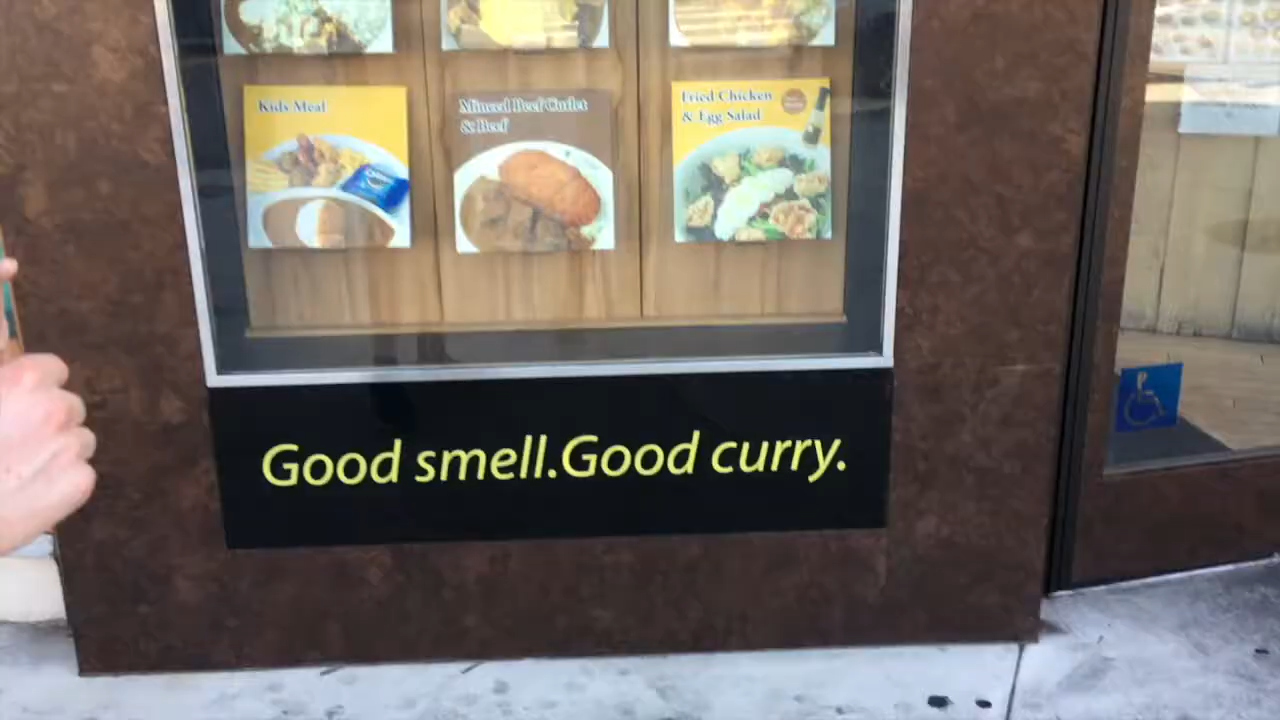 Kids Meal
Minced Beef Cutlet
& Beef
Fried Chicken
& Egg Salad
Good smell.Good curry.